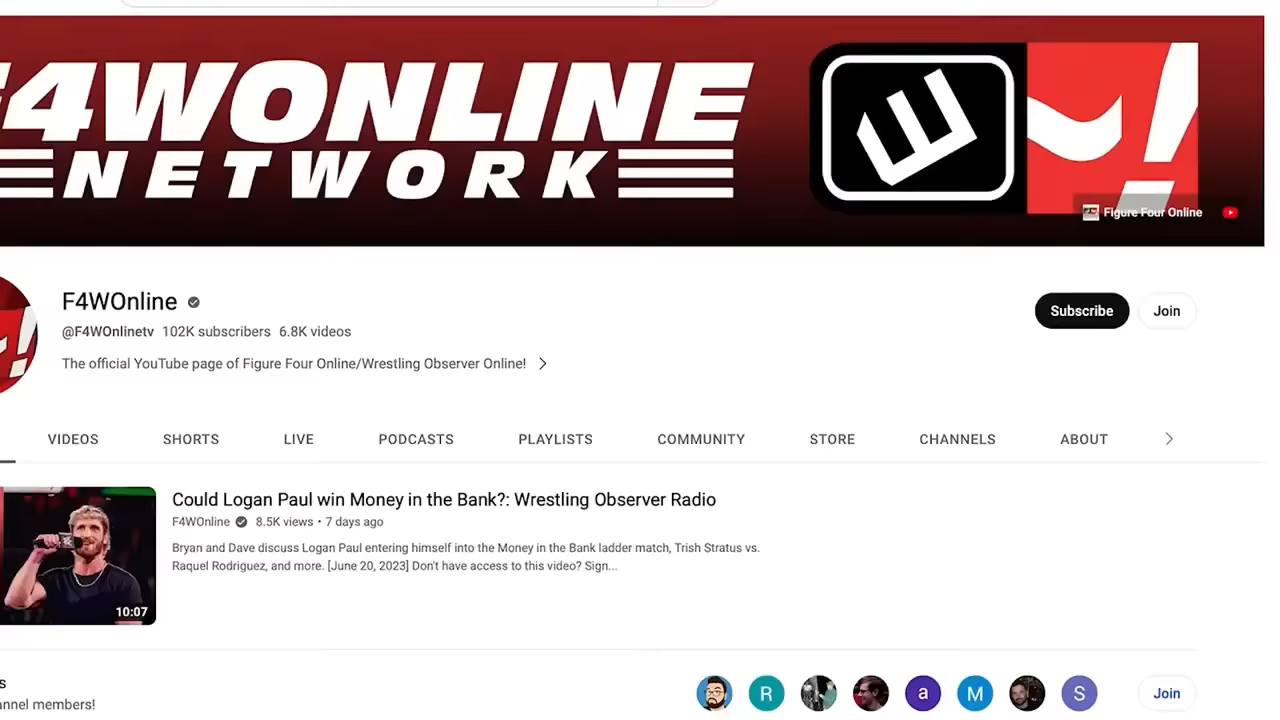 F4WONLINE
NETWORK
Figure Four Online
F4WOnline
@F4WOnlinetv 102K subscribers 6.8K videos
Subscribe
Join
The official YouTube page of Figure Four Online/Wrestling Observer Online!
VIDEOS SHORTS LIVE PODCASTS PLAYLISTS COMMUNITY STORE CHANNELS ABOUT
Could Logan Paul win Money in the Bank?: Wrestling Observer Radio
F4WOnline 8.5K views • 7 days ago
Bryan and Dave discuss Logan Paul entering himself into the Money in the Bank ladder match, Trish Stratus vs.
Raquel Rodriguez, and more. [June 20, 2023] Don't have access to this video? Sign...
10:07
R a M S
Join
members!